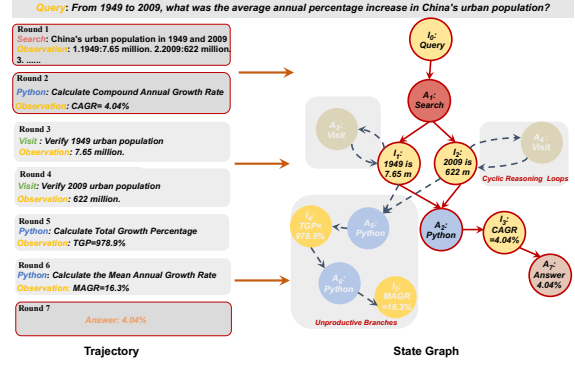 Query: From 1949 to 2009, what was the average annual percentage increase in China's urban population?
Round 1
Search: China's urban population in 1949 and 2009
Observation: 1.1949:7.65 million. 2.2009:622 million.
3. ......
Round 2
Python: Calculate Compound Annual Growth Rate
Observation: CAGR= 4.04%
Round 3
Visit : Verify 1949 urban population
Observation: 7.65 million.
Round 4
Visit: Verify 2009 urban population
Observation: 622 million.
Round 5
Python: Calculate Total Growth Percentage
Observation: TGP=978.9%
Round 6
Python: Calculate the Mean Annual Growth Rate
Observation: MAGR=16.3%
Round 7
Answer: 4.04%
Trajectory
I0:
Query
A1:
Search
A3:
Visit
I1:
1949 is
7.65 m
I2:
2009 is
622 m
A4:
Visit
Cyclic Reasoning Loops
I4:
TGP=
978.9%
A5:
Python
A2:
Python
I3:
CAGR
=4.04%
A6:
Python
I5:
MAGR
=16.3%
A7:
Answer
4.04%
Unproductive Branches
State Graph